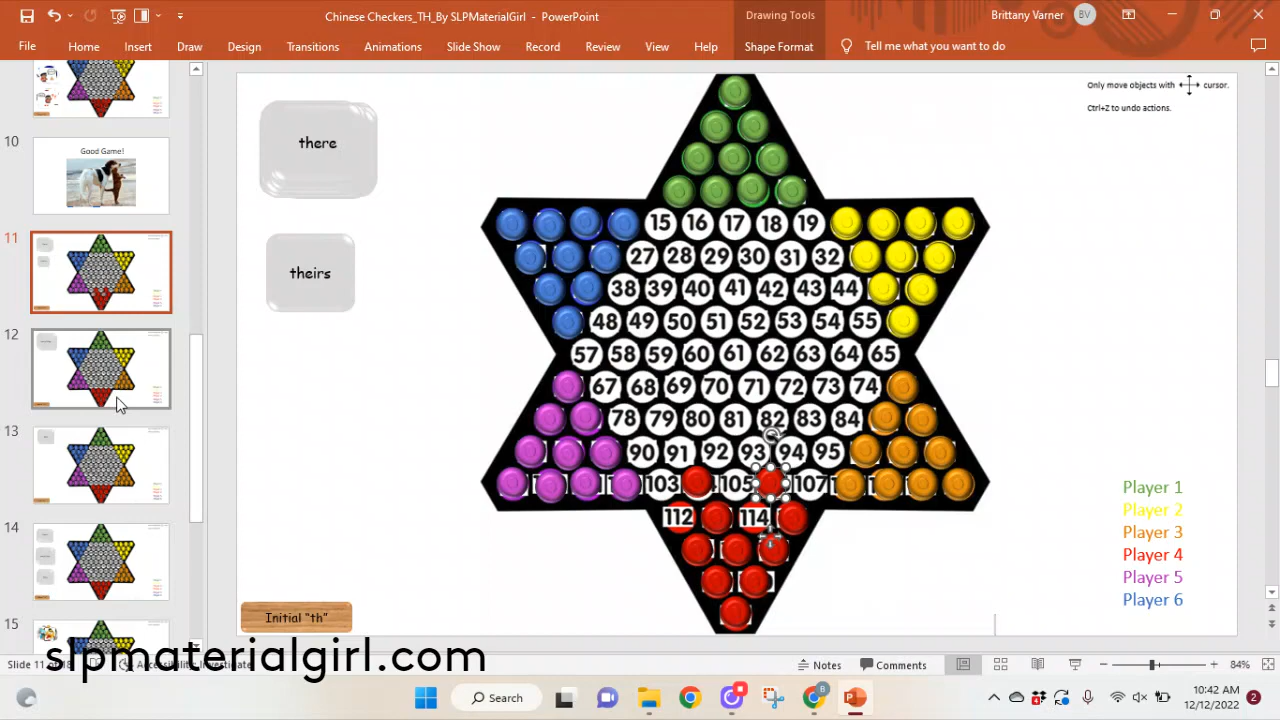 Chinese Checkers_TH_By SLPMaterialGirl - PowerPoint
Drawing Tools
Brittany Varner
BV
File Home Insert Draw Design Transitions Animations Slide Show Record Review View Help Shape Format Tell me what you want to do
Only move objects with cursor.
Ctrl+Z to undo actions.
there
theirs
10
Good Game!
11
12
13
14
15
15 16 17 18 19
27 28 29 30 31 32
38 39 40 41 42 43 44
48 49 50 51 52 53 54 55
57 58 59 60 61 62 63 64 65
67 68 69 70 71 72 73 74
78 79 80 81 82 83 84
90 91 92 93 94 95
103 105 107
112 114
Player 1
Player 2
Player 3
Player 4
Player 5
Player 6
Initial "th"
slpmaterialgirl.com
Slide 11 of 18
Notes
Comments
84%
Search
10:42 AM
12/12/2022
2